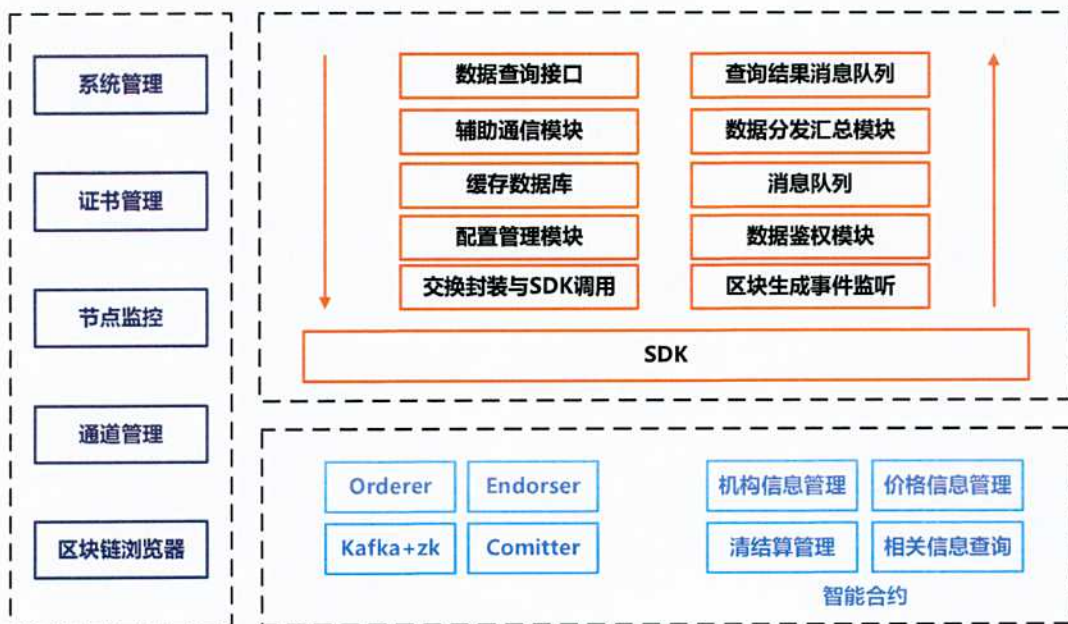 系统管理
证书管理
节点监控
通道管理
区块链浏览器
数据查询接口
查询结果消息队列
辅助通信模块
数据分发汇总模块
缓存数据库
消息队列
配置管理模块
数据鉴权模块
交换封装与SDK调用
区块生成事件监听
SDK
Orderer
Endorser
机构信息管理
价格信息管理
Kafka+zk
Comitter
清结算管理
相关信息查询
智能合约